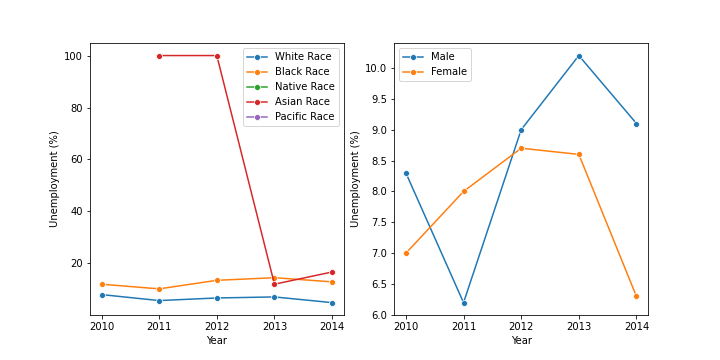 100
80
60
40
20
Unemployment (%)
2010 2011 2012 2013 2014
Year
White Race
Black Race
Native Race
Asian Race
Pacific Race
10.0
9.5
9.0
8.5
8.0
7.5
7.0
6.5
6.0
Unemployment (%)
2010 2011 2012 2013 2014
Year
Male
Female